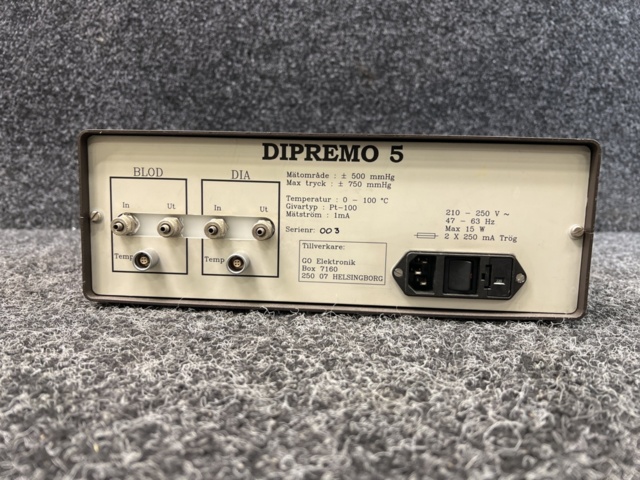 DIPREMO 5
BLOD
In
Ut
Temp
DIA
In
Ut
Temp
Mätområde : ± 500 mmHg
Max tryck : ± 750 mmHg
Temperatur : 0 - 100 °C
Givartyp : Pt-100
Mätström : 1mA
Serienr: 003
Tillverkare:
GO Elektronik
Box 7160
250 07 HELSINGBORG
210 - 250 V ~
47 - 63 Hz
Max 15 W
2 X 250 mA Trög